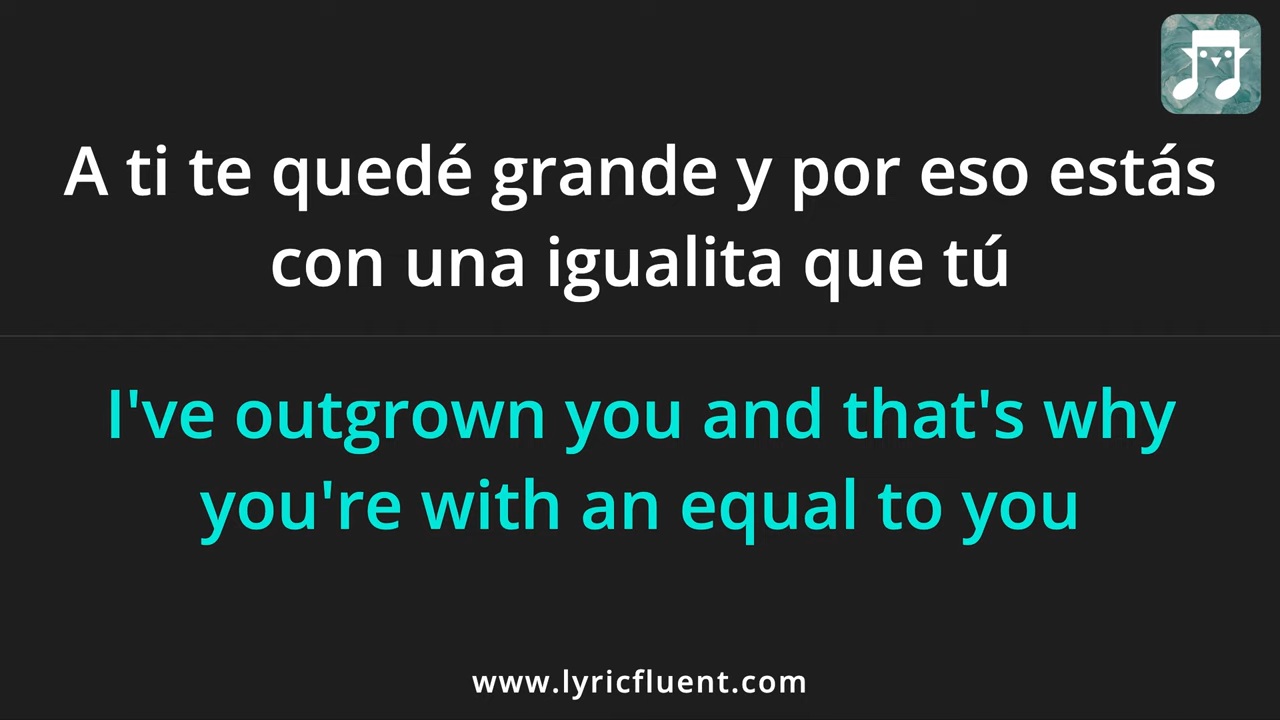 A ti te quedé grande y por eso estás
con una igualita que tú
I've outgrown you and that's why
you're with an equal to you
www.lyricfluent.com